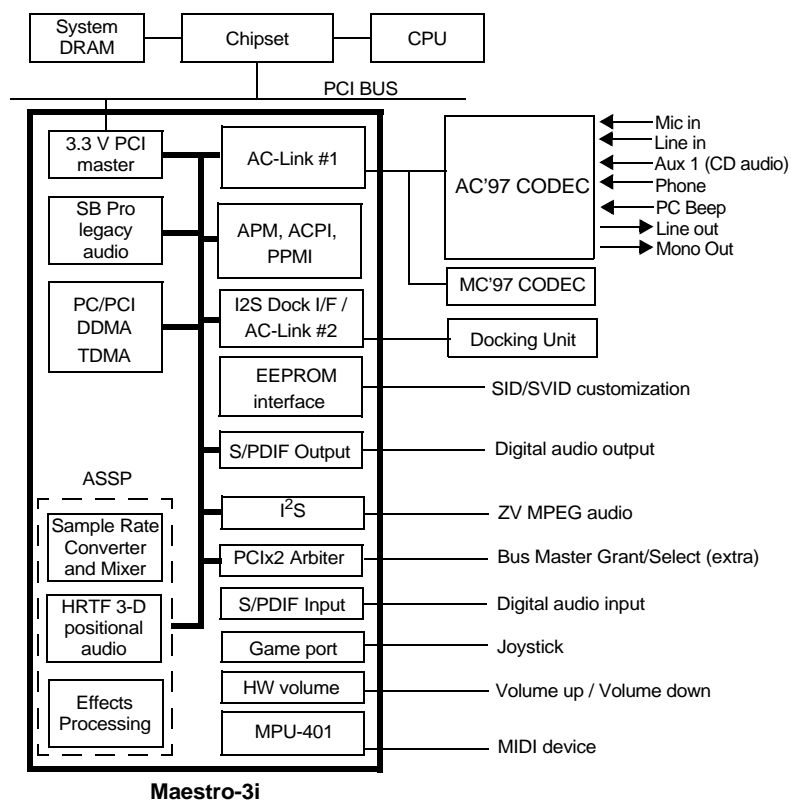 System
DRAM
Chipset
CPU
PCI BUS
3.3 V PCI
master
SB Pro
legacy
audio
PC/PCI
DDMA
TDMA
ASSP
Sample Rate
Converter
and Mixer
HRTF 3-D
positional
audio
Effects
Processing
AC-Link #1
APM, ACPI,
PPMI
I2S Dock I/F /
AC-Link #2
EEPROM
interface
S/PDIF Output
I²S
PCIx2 Arbiter
S/PDIF Input
Game port
HW volume
MPU-401
AC'97 CODEC
Mic in
Line in
Aux 1 (CD audio)
Phone
PC Beep
Line out
Mono Out
MC'97 CODEC
Docking Unit
SID/SVID customization
Digital audio output
ZV MPEG audio
Bus Master Grant/Select (extra)
Digital audio input
Joystick
Volume up / Volume down
MIDI device
Maestro-3i